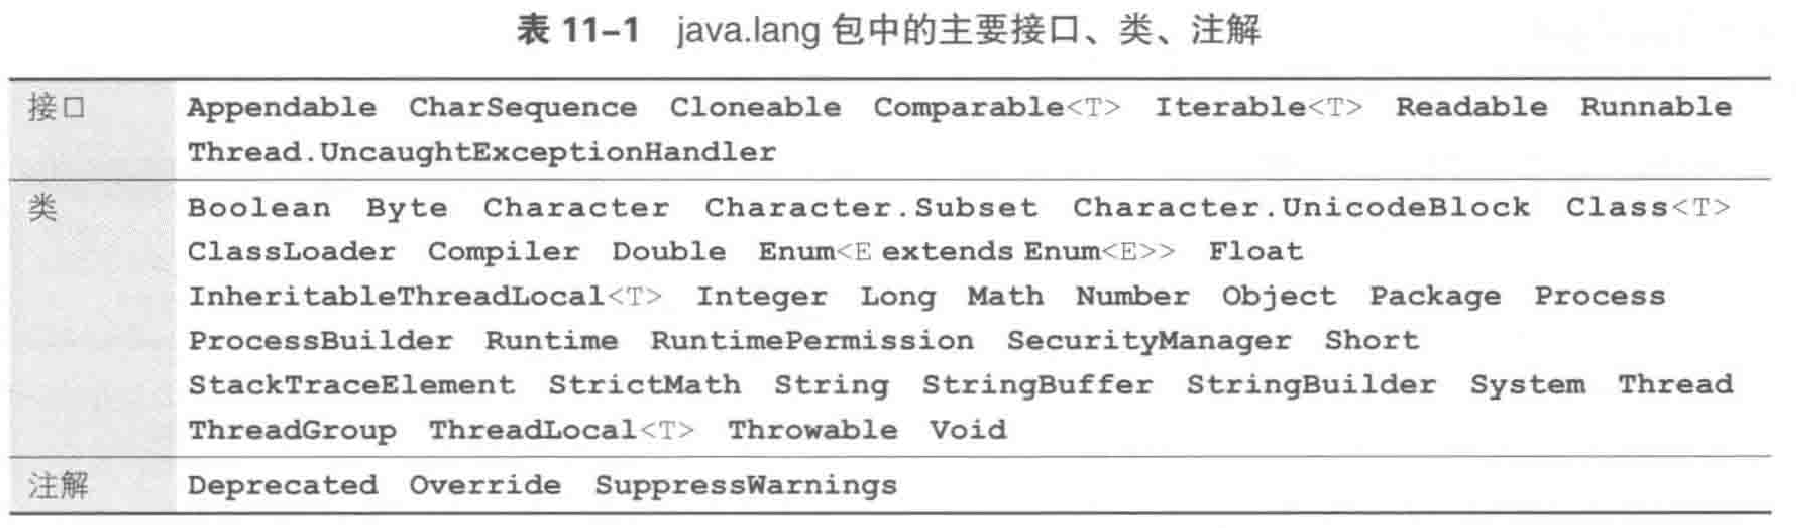 表 11-1 java.lang 包中的主要接口、类、注解
接口 Appendable CharSequence Cloneable Comparable<T> Iterable<T> Readable Runnable
Thread.UncaughtExceptionHandler
类 Boolean Byte Character Character.Subset Character.UnicodeBlock Class<T>
ClassLoader Compiler Double Enum<E extends Enum<E>> Float
InheritableThreadLocal<T> Integer Long Math Number Object Package Process
ProcessBuilder Runtime RuntimePermission SecurityManager Short
StackTraceElement StrictMath String StringBuffer StringBuilder System Thread
ThreadGroup ThreadLocal<T> Throwable Void
注解 Deprecated Override SuppressWarnings